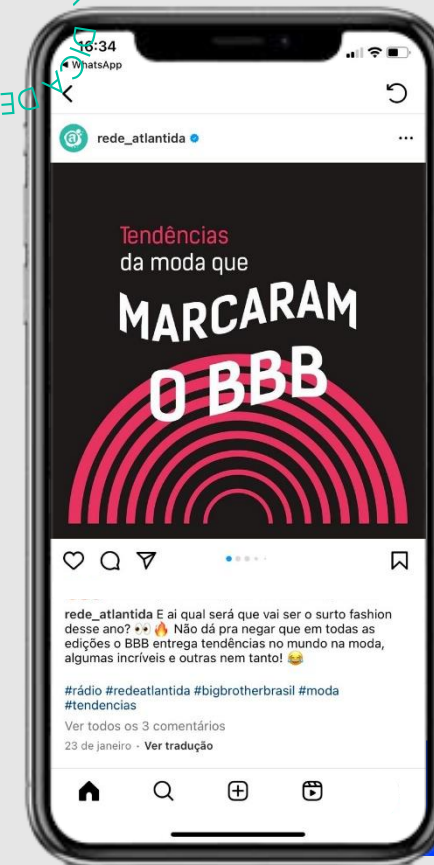 DICA DE
16:34
WhatsApp
rede_atlantida
Tendências
da moda que
MARCARAM
O BBB
rede_atlantida E ai qual será que vai ser o surto fashion
desse ano? 👀 🔥 Não dá pra negar que em todas as
edições o BBB entrega tendências no mundo na moda,
algumas incríveis e outras nem tanto! 😂
#rádio #redeatlantida #bigbrotherbrasil #moda
#tendencias
Ver todos os 3 comentários
23 de janeiro · Ver tradução